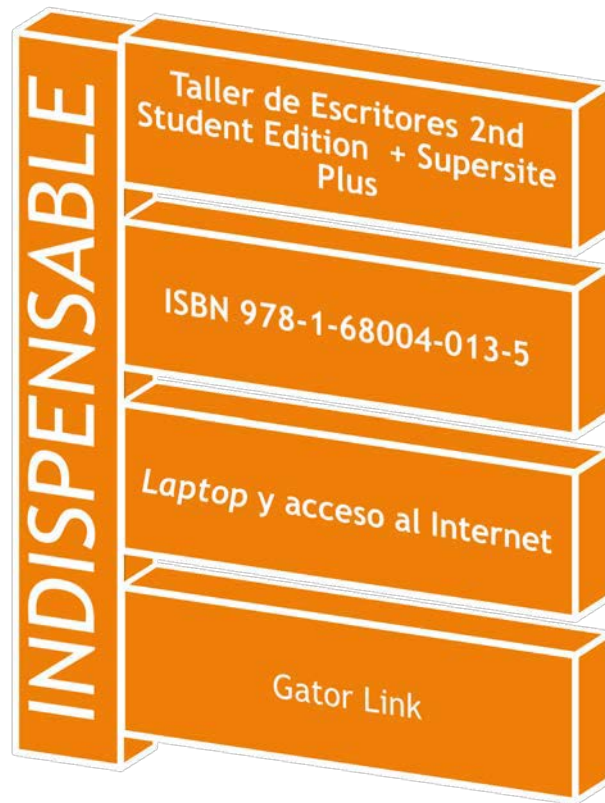 INDISPENSABLE
Taller de Escritores 2nd
Student Edition + Supersite
Plus
ISBN 978-1-68004-013-5
Laptop y acceso al Internet
Gator Link